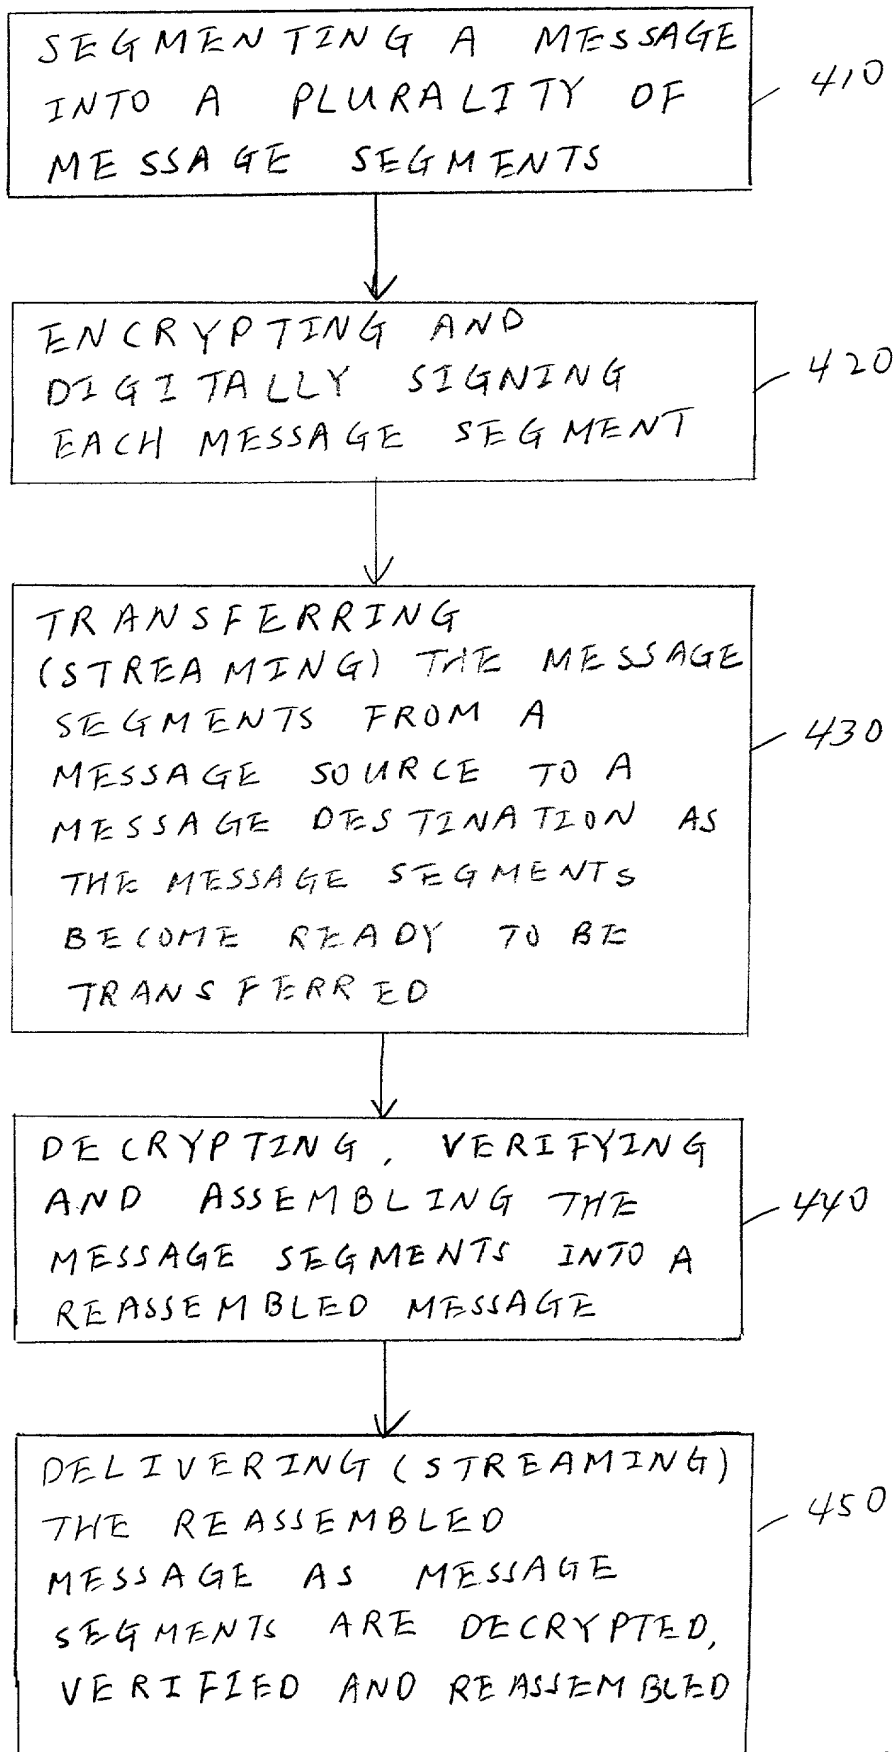 SEGMENTING A MESSAGE
INTO A PLURALITY OF
MESSAGE SEGMENTS
410
ENCRYPTING AND
DIGITALLY SIGNING
EACH MESSAGE SEGMENT
420
TRANSFERRING
(STREAMING) THE MESSAGE
SEGMENTS FROM A
MESSAGE SOURCE TO A
MESSAGE DESTINATION AS
THE MESSAGE SEGMENTS
BECOME READY TO BE
TRANSFERRED
430
DECRYPTING, VERIFYING
AND ASSEMBLING THE
MESSAGE SEGMENTS INTO A
REASSEMBLED MESSAGE
440
DELIVERING (STREAMING)
THE REASSEMBLED
MESSAGE AS MESSAGE
SEGMENTS ARE DECRYPTED,
VERIFIED AND REASSEMBLED
450